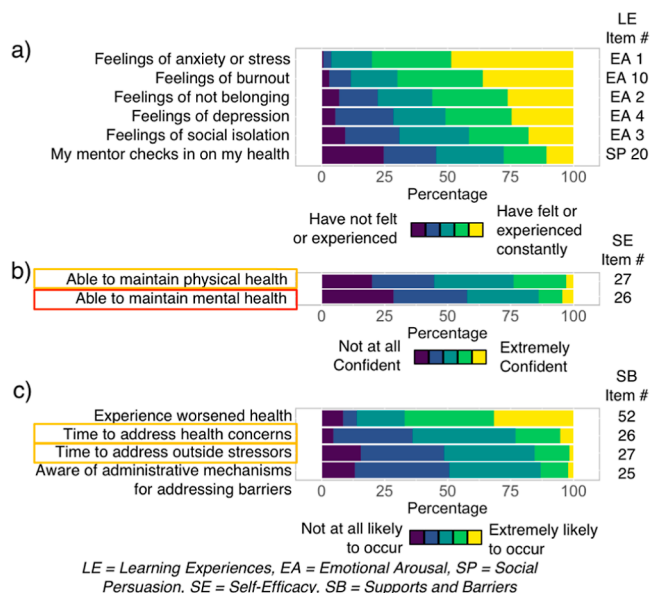 LE
Item #
a)
Feelings of anxiety or stress EA 1
Feelings of burnout EA 10
Feelings of not belonging EA 2
Feelings of depression EA 4
Feelings of social isolation EA 3
My mentor checks in on my health SP 20
0 25 50 75 100
Percentage
Have not felt
or experienced
Have felt or
experienced
constantly
SE
Item #
b)
Able to maintain physical health 27
Able to maintain mental health 26
0 25 50 75 100
Percentage
Not at all
Confident
Extremely
Confident
SB
Item #
c)
Experience worsened health 52
Time to address health concerns 26
Time to address outside stressors 27
Aware of administrative mechanisms 25
for addressing barriers
0 25 50 75 100
Percentage
Not at all likely
to occur
Extremely likely
to occur
LE = Learning Experiences, EA = Emotional Arousal, SP = Social
Persuasion, SE = Self-Efficacy, SB = Supports and Barriers